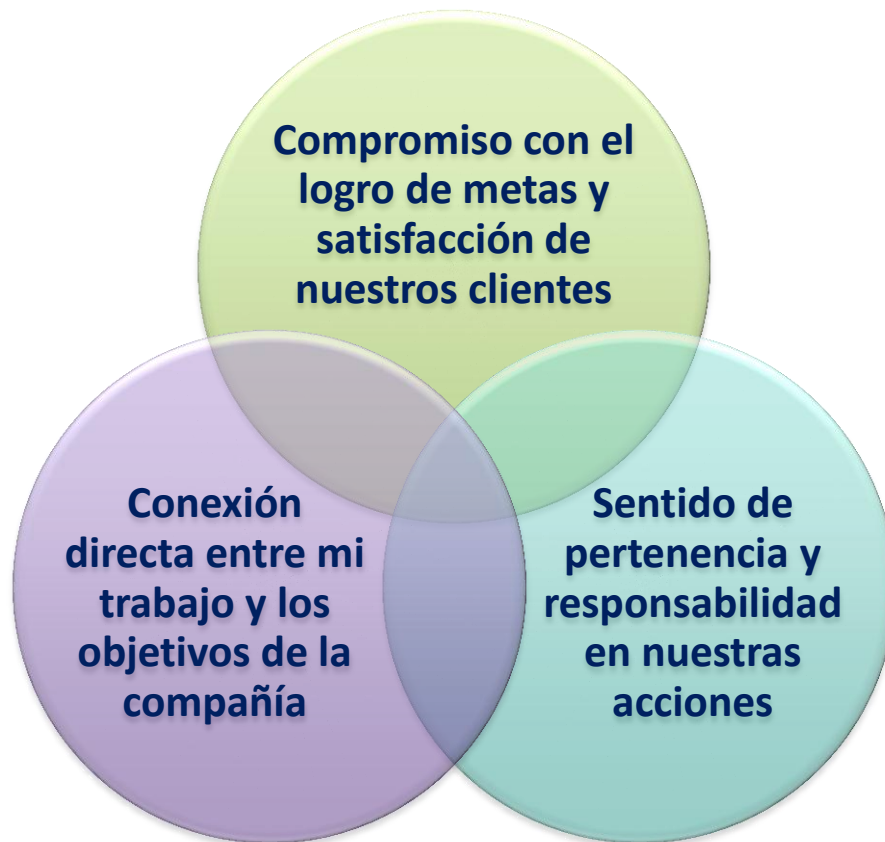 Compromiso con el
logro de metas y
satisfacción de
nuestros clientes
Conexión
directa entre mi
trabajo y los
objetivos de la
compañía
Sentido de
pertenencia y
responsabilidad
en nuestras
acciones